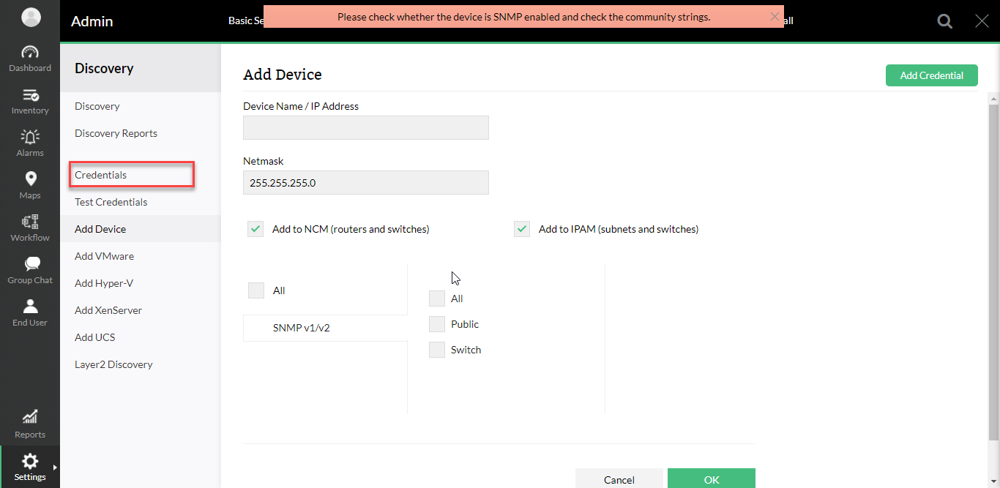 Admin
Basic Se
Please check whether the device is SNMP enabled and check the community strings.
all
Dashboard
Inventory
Alarms
Maps
Workflow
Group Chat
End User
Reports
Settings
Discovery
Discovery
Discovery Reports
Credentials
Test Credentials
Add Device
Add VMware
Add Hyper-V
Add XenServer
Add UCS
Layer2 Discovery
Add Device
Add Credential
Device Name / IP Address
Netmask
255.255.255.0
Add to NCM (routers and switches)
Add to IPAM (subnets and switches)
All
SNMP v1/v2
All
Public
Switch
Cancel
OK